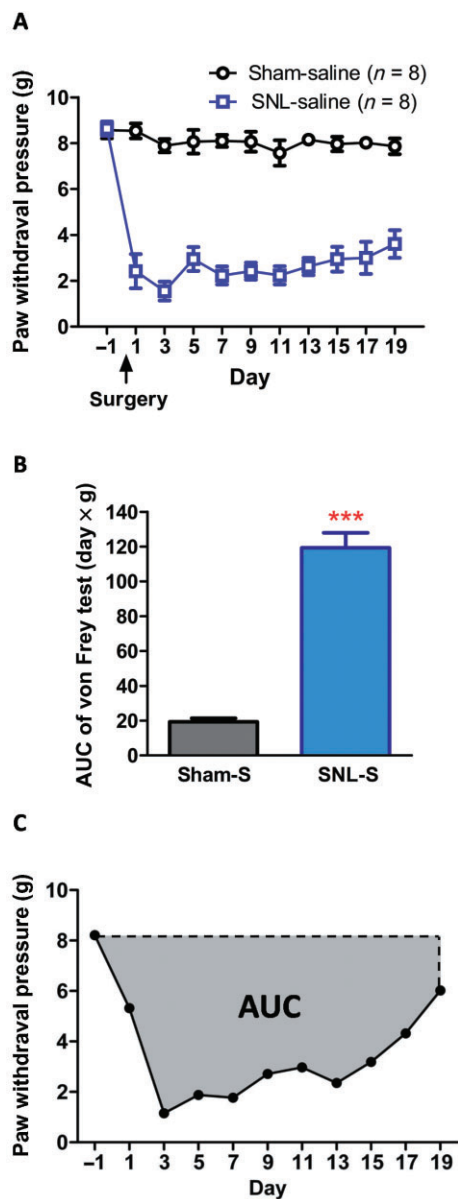 A
Sham-saline (n = 8)
SNL-saline (n = 8)
Paw withdraval pressure (g)
10
8
6
4
2
0
–1 1 3 5 7 9 11 13 15 17 19
Day
Surgery
B
AUC of von Frey test (day × g)
140
120
100
80
60
40
20
0
***
Sham-S SNL-S
C
Paw withdraval pressure (g)
10
8
6
4
2
0
AUC
–1 1 3 5 7 9 11 13 15 17 19
Day